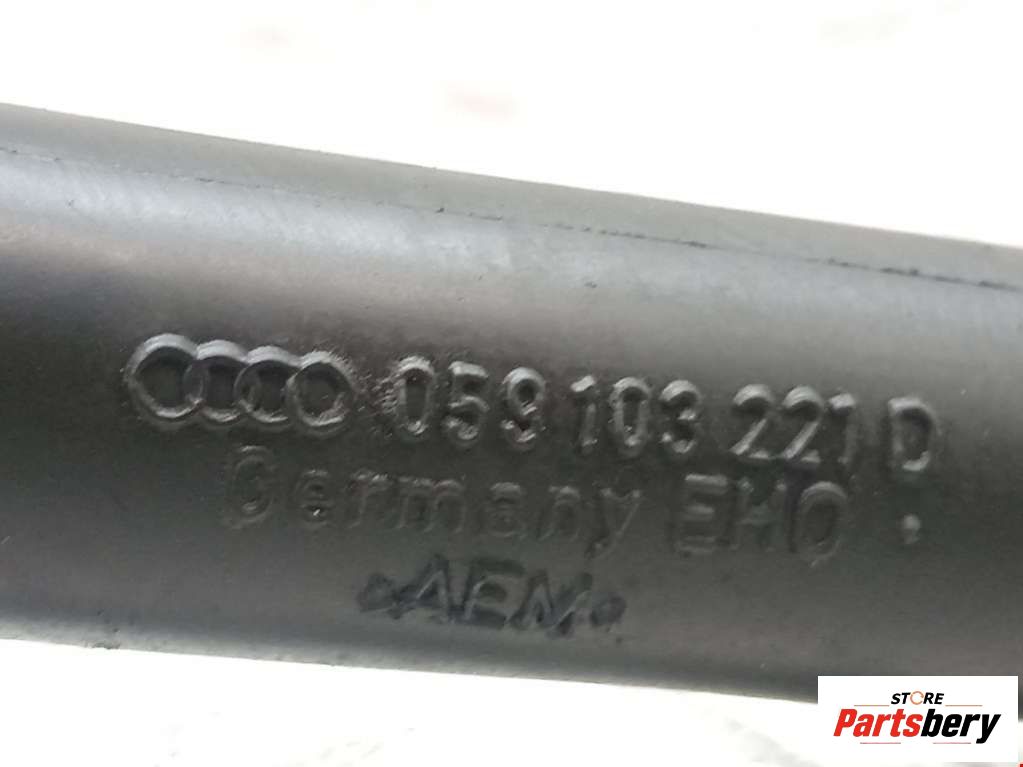 059 103 221 D
Germany EHO
>AEM<
STORE
Partsbery